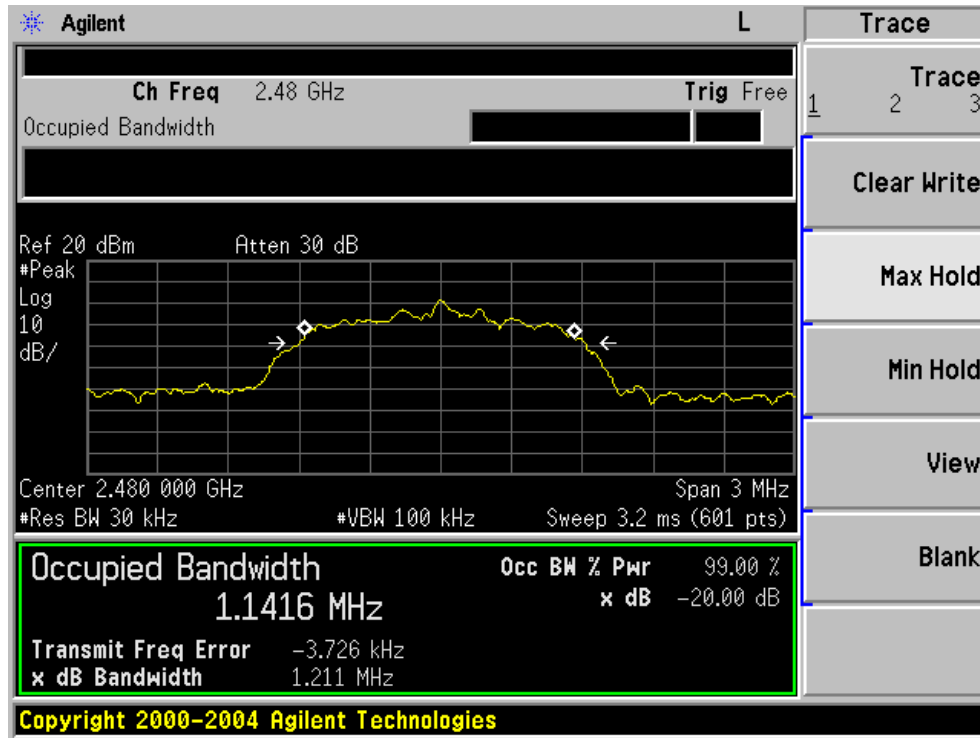 Agilent L Trace
Ch Freq 2.48 GHz Trig Free
Occupied Bandwidth
Trace
1 2 3
Clear Write
Max Hold
Min Hold
View
Blank
Ref 20 dBm Atten 30 dB
#Peak
Log
10
dB/
Center 2.480 000 GHz Span 3 MHz
#Res BW 30 kHz #VBW 100 kHz Sweep 3.2 ms (601 pts)
Occupied Bandwidth Occ BW % Pwr 99.00 %
1.1416 MHz x dB -20.00 dB
Transmit Freq Error -3.726 kHz
x dB Bandwidth 1.211 MHz
Copyright 2000-2004 Agilent Technologies